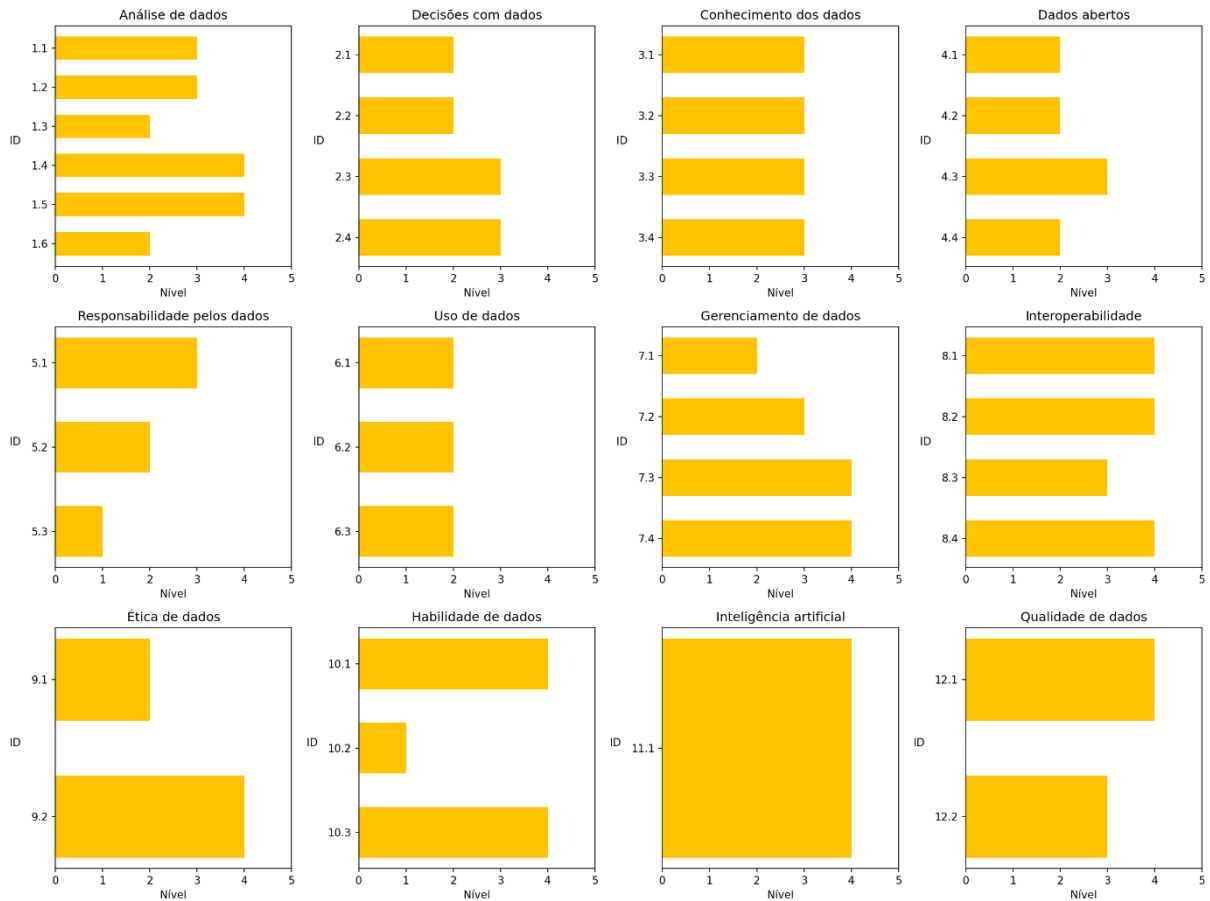 Análise de dados
1.1
1.2
1.3
ID
1.4
1.5
1.6
0 1 2 3 4 5
Nível
Decisões com dados
2.1
2.2
ID
2.3
2.4
0 1 2 3 4 5
Nível
Conhecimento dos dados
3.1
3.2
ID
3.3
3.4
0 1 2 3 4 5
Nível
Dados abertos
4.1
4.2
ID
4.3
4.4
0 1 2 3 4 5
Nível
Responsabilidade pelos dados
5.1
ID
5.2
5.3
0 1 2 3 4 5
Nível
Uso de dados
6.1
ID
6.2
6.3
0 1 2 3 4 5
Nível
Gerenciamento de dados
7.1
7.2
ID
7.3
7.4
0 1 2 3 4 5
Nível
Interoperabilidade
8.1
8.2
ID
8.3
8.4
0 1 2 3 4 5
Nível
Ética de dados
9.1
ID
9.2
0 1 2 3 4 5
Nível
Habilidade de dados
10.1
ID
10.2
10.3
0 1 2 3 4 5
Nível
Inteligência artificial
ID
11.1
0 1 2 3 4 5
Nível
Qualidade de dados
12.1
ID
12.2
0 1 2 3 4 5
Nível